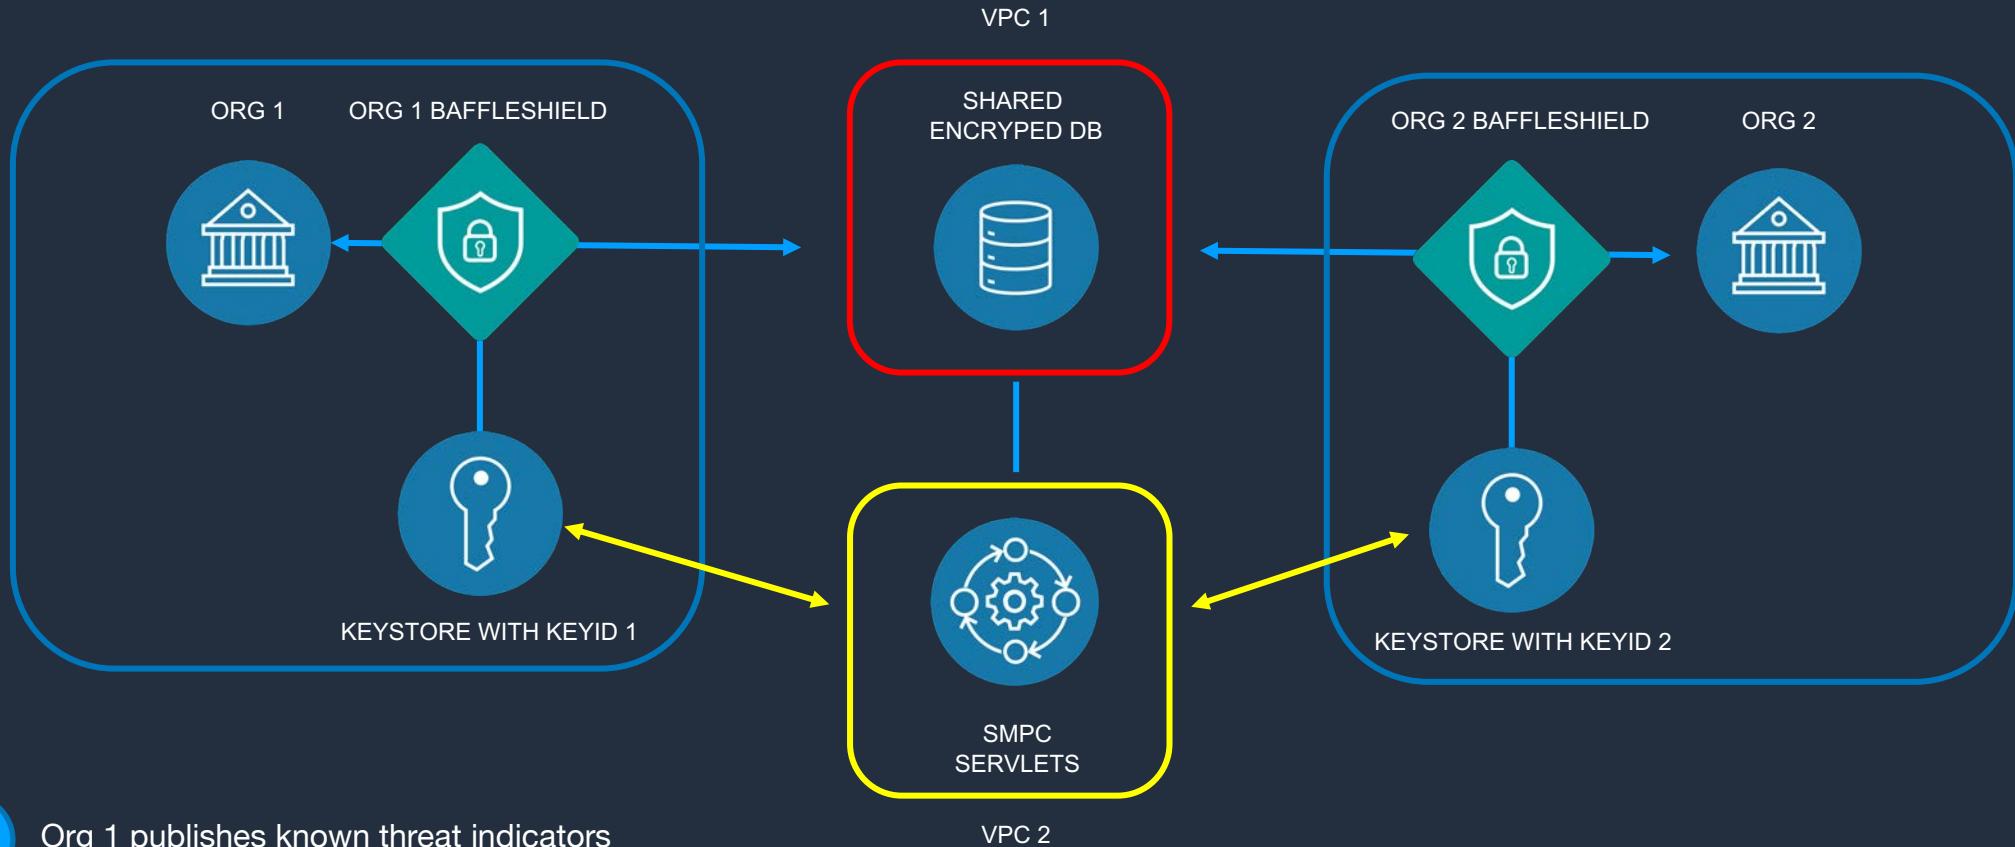 VPC 1
ORG 1
ORG 1 BAFFLESHIELD
SHARED
ENCRYPED DB
ORG 2 BAFFLESHIELD
ORG 2
KEYSTORE WITH KEYID 1
KEYSTORE WITH KEYID 2
SMPC
SERVLETS
VPC 2
Org 1 publishes known threat indicators